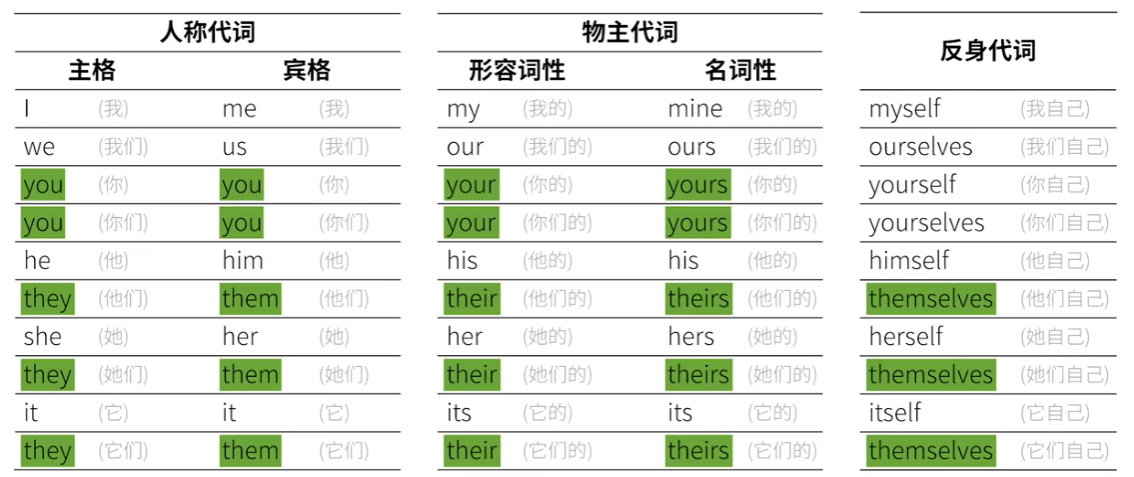 人称代词 物主代词 反身代词
主格 宾格 形容词性 名词性
I (我) me (我) my (我的) mine (我的) myself (我自己)
we (我们) us (我们) our (我们的) ours (我们的) ourselves (我们自己)
you (你) you (你) your (你的) yours (你的) yourself (你自己)
you (你们) you (你们) your (你们的) yours (你们的) yourselves (你们自己)
he (他) him (他) his (他的) his (他的) himself (他自己)
they (他们) them (他们) their (他们的) theirs (他们的) themselves (他们自己)
she (她) her (她) her (她的) hers (她的) herself (她自己)
they (她们) them (她们) their (她们的) theirs (她们的) themselves (她们自己)
it (它) it (它) its (它的) its (它的) itself (它自己)
they (它们) them (它们) their (它们的) theirs (它们的) themselves (它们自己)